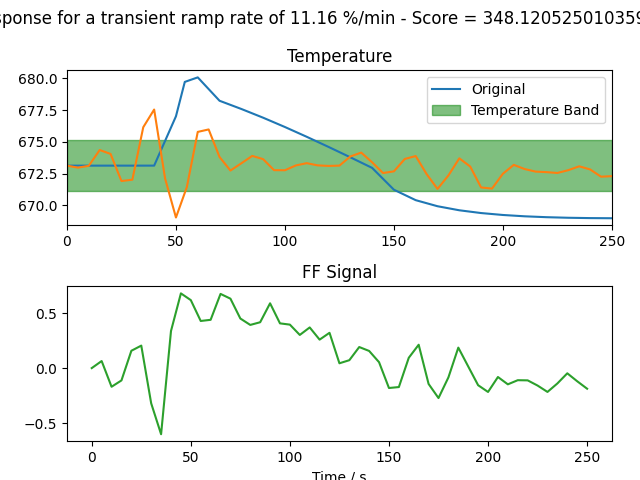 sponse for a transient ramp rate of 11.16 %/min - Score = 348.120525010359
Temperature
680.0
677.5
675.0
672.5
670.0
Original
Temperature Band
0 50 100 150 200 250
FF Signal
0.5
0.0
−0.5
0 50 100 150 200 250
Time / s